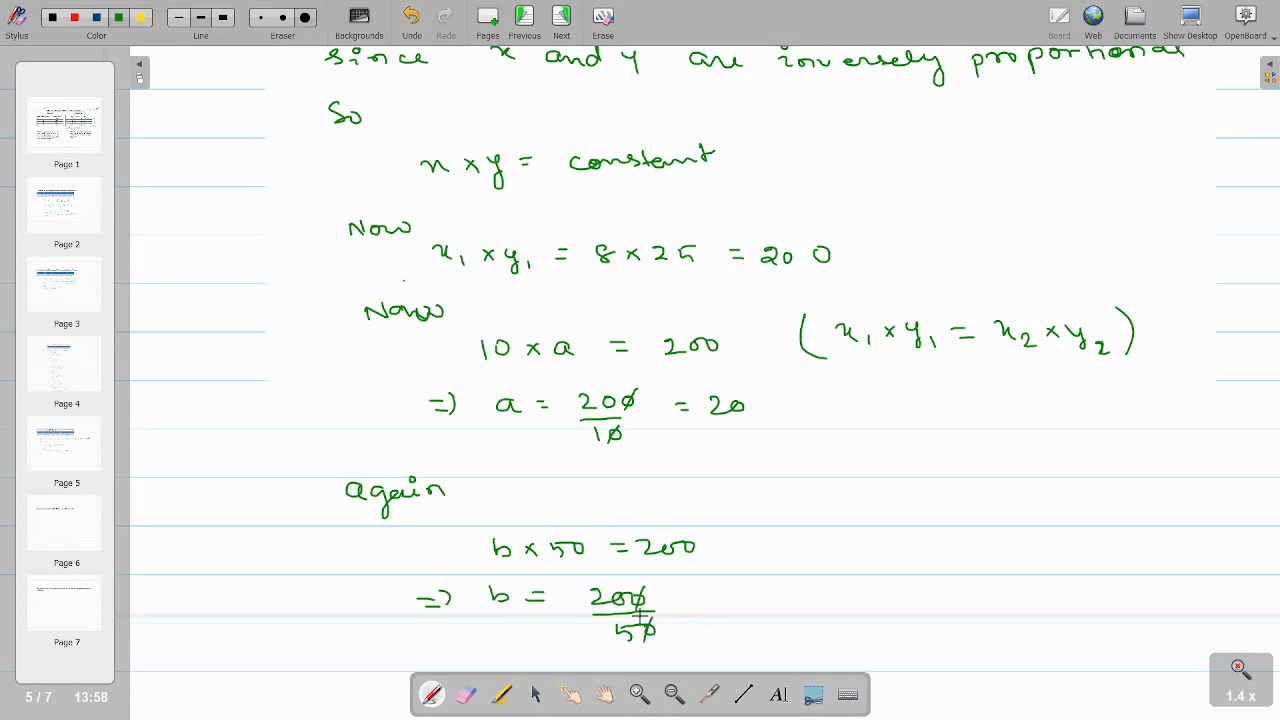 Stylus Colors Line Eraser Backgrounds Undo Redo Pages Previous Next Erase Board Web Documents Show Desktop OpenBoard
Since x and y are inversely proportional
So
x × y = constant
Now
x₁ × y₁ = 8 × 25 = 200
Now
10 × a = 200 (x₁ × y₁ = x₂ × y₂)
=> a = 200/10 = 20
again
b × 50 = 200
=> b = 200/50
Page 1
Page 2
Page 3
Page 4
Page 5
Page 6
Page 7
5 / 7 13:58
AI
1.4 x